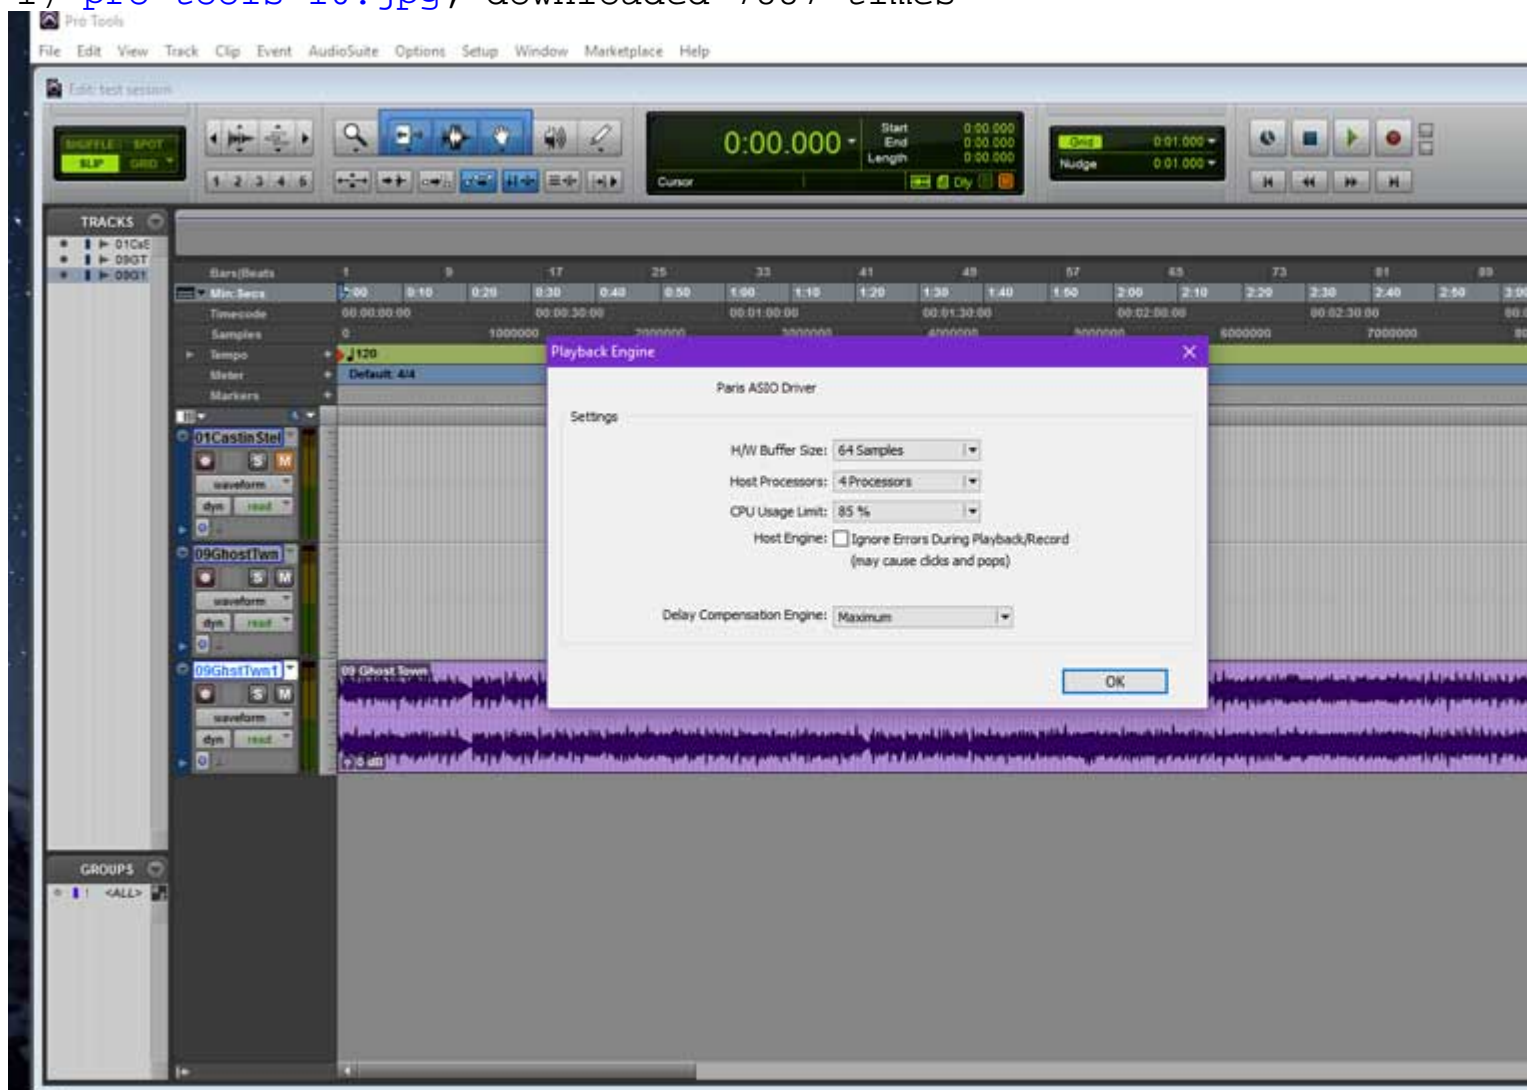 Pro Tools
File Edit View Track Clip Event AudioSuite Options Setup Window Marketplace Help
Edit: test session
SHUFFLE SPOT
SLIP GRID
1 2 3 4 5
0:00.000
Start 0:00.000
End 0:00.000
Length 0:00.000
Cursor
Dly
Grid 0:01.000
Nudge 0:01.000
TRACKS
01CsS
09GT
09G1
Bars|Beats 1 9 17 25 33 41 49 57 65 73 81 89
Min:Secs 0:00 0:10 0:20 0:30 0:40 0:50 1:00 1:10 1:20 1:30 1:40 1:50 2:00 2:10 2:20 2:30 2:40 2:50 3:00
Timecode 00:00:00:00 00:00:30:00 00:01:00:00 00:01:30:00 00:02:00:00 00:02:30:00
Samples 0 1000000 2000000 3000000 4000000 5000000 6000000 7000000
Tempo 120
Meter Default: 4/4
Markers
Playback Engine
Paris ASIO Driver
Settings
H/W Buffer Size: 64 Samples
Host Processors: 4 Processors
CPU Usage Limit: 85 %
Host Engine: Ignore Errors During Playback/Record
(may cause clicks and pops)
Delay Compensation Engine: Maximum
OK
01CastinStel
S M
waveform
dyn read
09GhostTwn
S M
waveform
dyn read
09GhstTwn1
S M
waveform
dyn read
09 Ghost Town
0 dB
GROUPS
! <ALL>